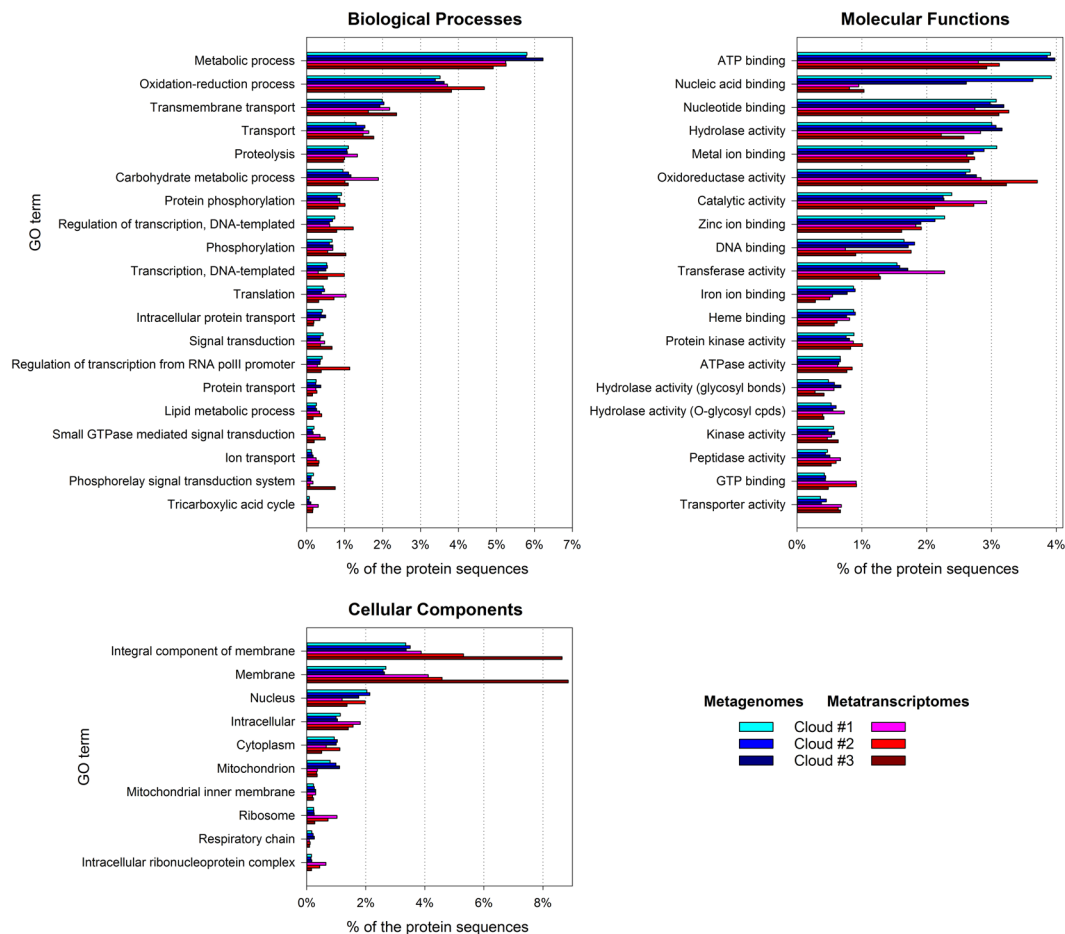 Biological Processes
GO term
Metabolic process
Oxidation-reduction process
Transmembrane transport
Transport
Proteolysis
Carbohydrate metabolic process
Protein phosphorylation
Regulation of transcription, DNA-templated
Phosphorylation
Transcription, DNA-templated
Translation
Intracellular protein transport
Signal transduction
Regulation of transcription from RNA polII promoter
Protein transport
Lipid metabolic process
Small GTPase mediated signal transduction
Ion transport
Phosphorelay signal transduction system
Tricarboxylic acid cycle
0% 1% 2% 3% 4% 5% 6% 7%
% of the protein sequences
Molecular Functions
ATP binding
Nucleic acid binding
Nucleotide binding
Hydrolase activity
Metal ion binding
Oxidoreductase activity
Catalytic activity
Zinc ion binding
DNA binding
Transferase activity
Iron ion binding
Heme binding
Protein kinase activity
ATPase activity
Hydrolase activity (glycosyl bonds)
Hydrolase activity (O-glycosyl cpds)
Kinase activity
Peptidase activity
GTP binding
Transporter activity
0% 1% 2% 3% 4%
% of the protein sequences
Cellular Components
GO term
Integral component of membrane
Membrane
Nucleus
Intracellular
Cytoplasm
Mitochondrion
Mitochondrial inner membrane
Ribosome
Respiratory chain
Intracellular ribonucleoprotein complex
0% 2% 4% 6% 8%
% of the protein sequences
Metagenomes Metatranscriptomes
Cloud #1
Cloud #2
Cloud #3